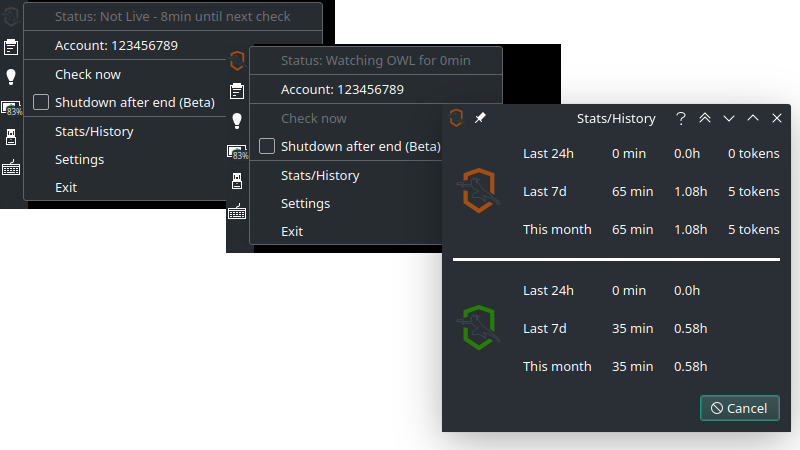 Status: Not Live - 8min until next check
Account: 123456789
Check now
Shutdown after end (Beta)
Stats/History
Settings
Exit
83%
Status: Watching OWL for 0min
Account: 123456789
Check now
Shutdown after end (Beta)
Stats/History
Settings
Exit
83%
Stats/History
Last 24h 0 min 0.0h 0 tokens
Last 7d 65 min 1.08h 5 tokens
This month 65 min 1.08h 5 tokens
Last 24h 0 min 0.0h
Last 7d 35 min 0.58h
This month 35 min 0.58h
Cancel